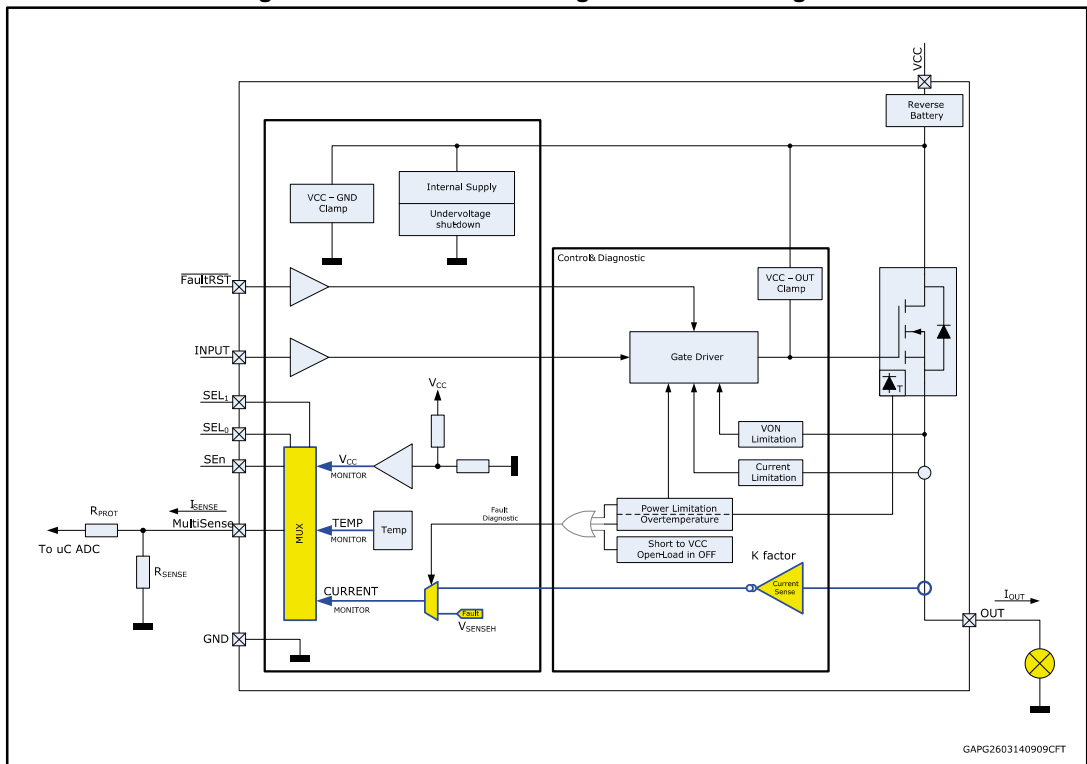 VCC
Reverse
Battery
VCC – GND
Clamp
Internal Supply
Undervoltage
shutdown
Control & Diagnostic
VCC – OUT
Clamp
FaultRST
INPUT
Gate Driver
T
SEL1
SEL0
SEn
VCC
VCC
MONITOR
VON
Limitation
Current
Limitation
ISENSE
MultiSense
RPROT
To uC ADC
RSENSE
MUX
TEMP
MONITOR
Temp
Fault
Diagnostic
Power Limitation
Overtemperature
Short to VCC
Open-Load in OFF
K factor
Current
Sense
CURRENT
MONITOR
Fault
VSENSEH
GND
IOUT
OUT
GAPG2603140909CFT